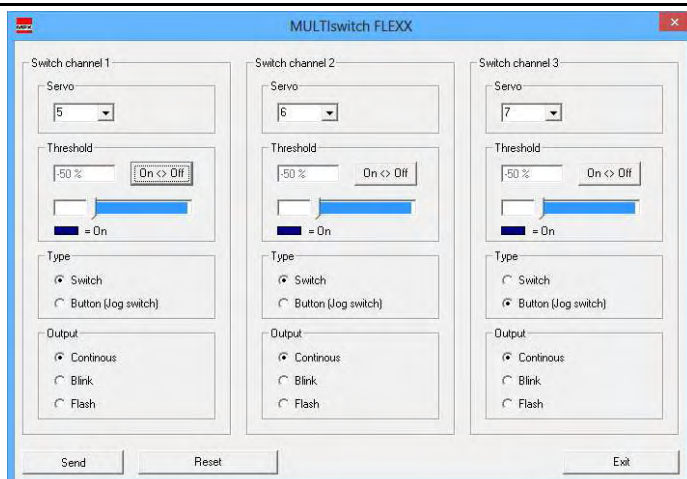 MPX
MULTIswitch FLEXX
x
Switch channel 1
Servo
5
Threshold
-50 %
On <> Off
= On
Type
Switch
Button (Jog switch)
Output
Continous
Blink
Flash
Switch channel 2
Servo
6
Threshold
-50 %
On <> Off
= On
Type
Switch
Button (Jog switch)
Output
Continous
Blink
Flash
Switch channel 3
Servo
7
Threshold
-50 %
On <> Off
= On
Type
Switch
Button (Jog switch)
Output
Continous
Blink
Flash
Send
Reset
Exit